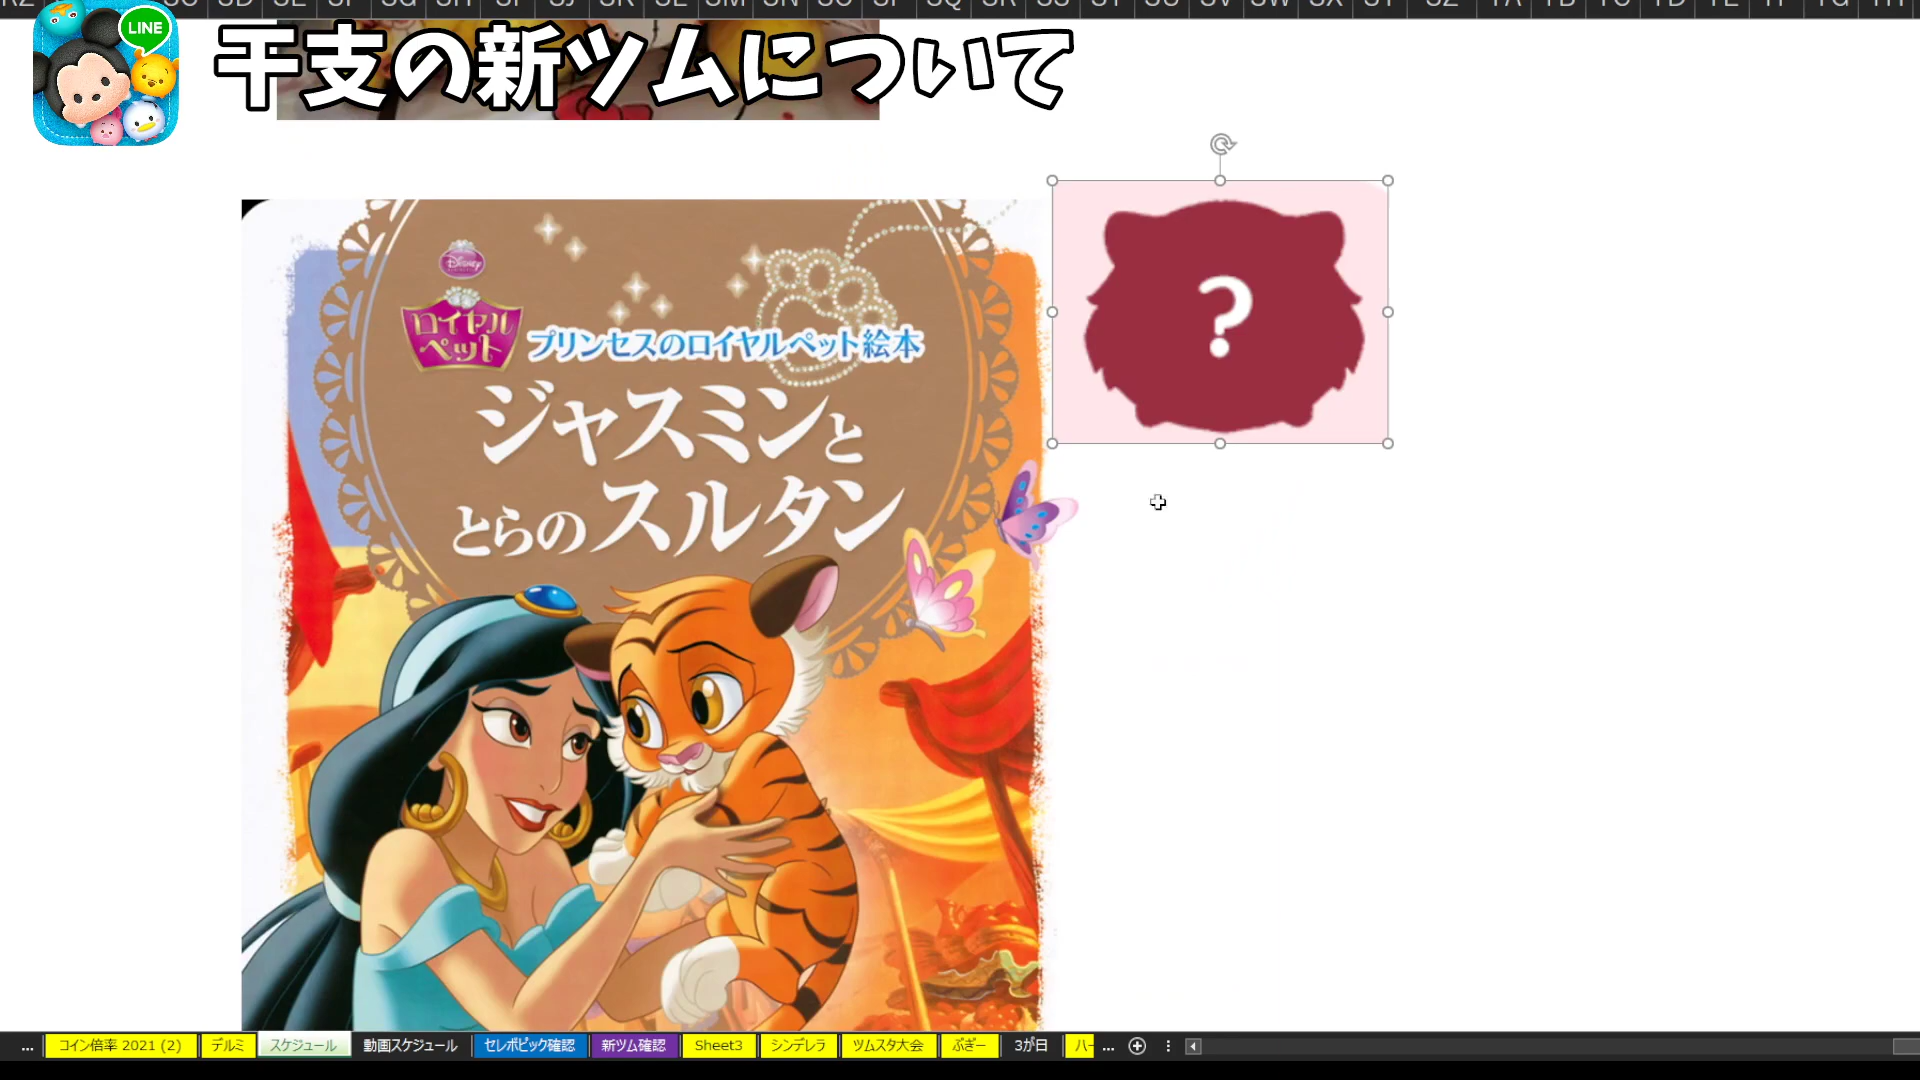 LINE
干支の新ツムについて
?
Disney
ロイヤル
ペット
プリンセスのロイヤルペット絵本
ジャスミンと
とらのスルタン
... コイン倍率 2021 (2) デルミ スケジュール 動画スケジュール セレボピック確認 新ツム確認 Sheet3 シンデレラ ツムスタ大会 ぷぎー 3が日 ハー ...